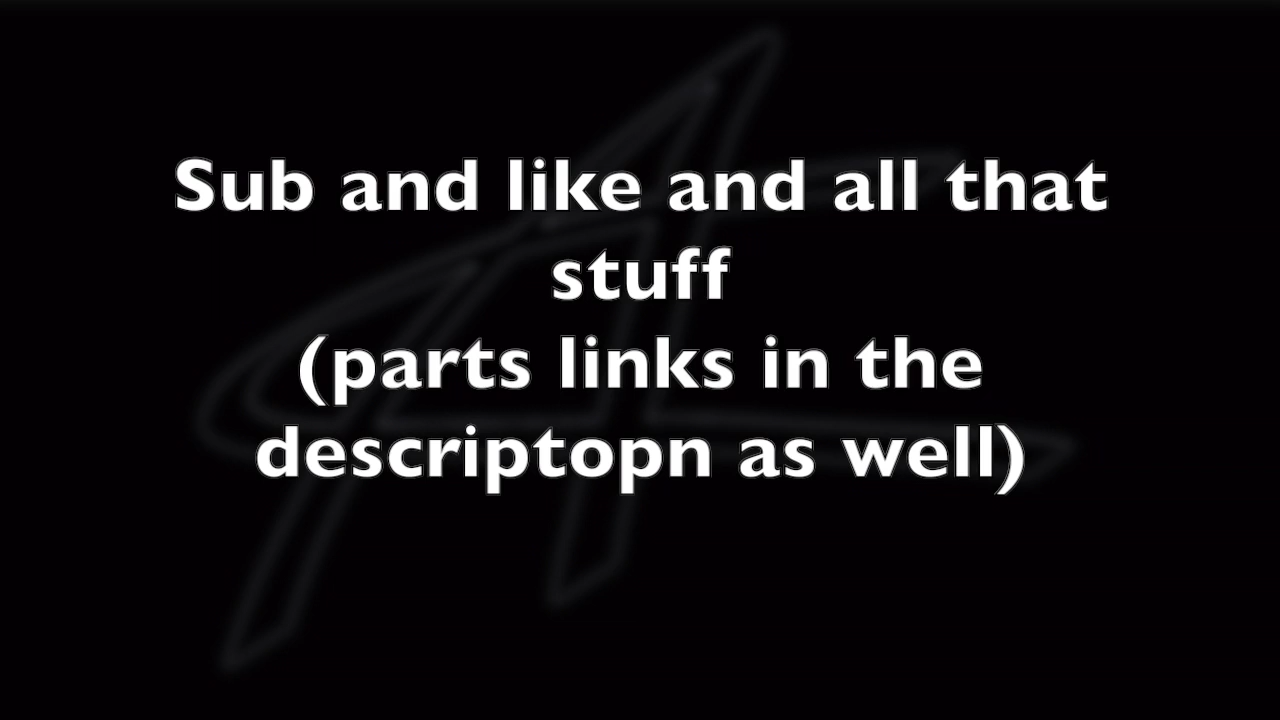 Sub and like and all that
stuff
(parts links in the
descriptopn as well)